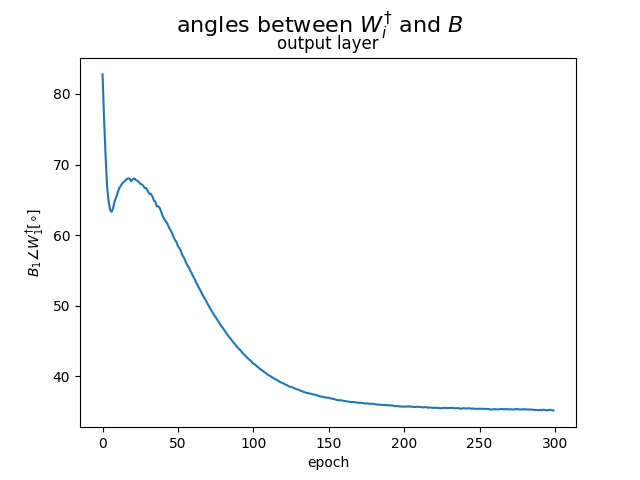 angles between $W_i^\dagger$ and $B$
output layer
80
70
60
50
40
$B_1 \angle W_1^\dagger [\circ]$
0 50 100 150 200 250 300
epoch